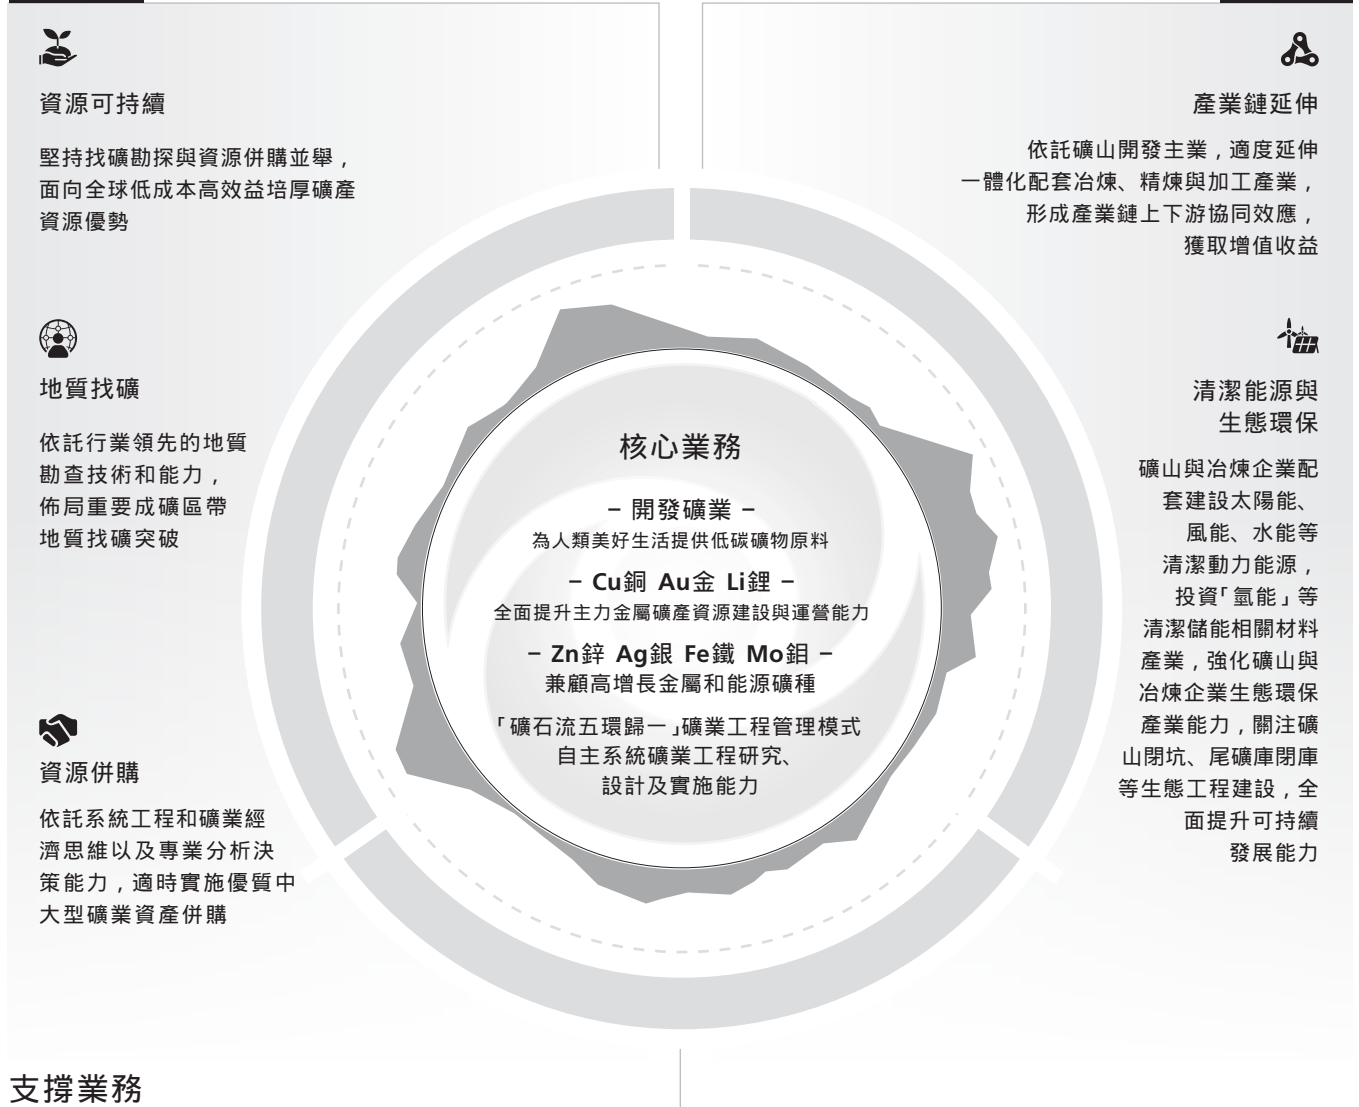 資源可持續
堅持找礦勘探與資源併購並舉，
面向全球低成本高效益培厚礦產
資源優勢
地質找礦
依託行業領先的地質
勘查技術和能力，
佈局重要成礦區帶
地質找礦突破
資源併購
依託系統工程和礦業經
濟思維以及專業分析決
策能力，適時實施優質中
大型礦業資產併購
核心業務
– 開發礦業 –
為人類美好生活提供低碳礦物原料
– Cu銅 Au金 Li鋰 –
全面提升主力金屬礦產資源建設與運營能力
– Zn鋅 Ag銀 Fe鐵 Mo鉬 –
兼顧高增長金屬和能源礦種
「礦石流五環歸一」礦業工程管理模式
自主系統礦業工程研究、
設計及實施能力
產業鏈延伸
依託礦山開發主業，適度延伸
一體化配套冶煉、精煉與加工產業，
形成產業鏈上下游協同效應，
獲取增值收益
清潔能源與
生態環保
礦山與冶煉企業配
套建設太陽能、
風能、水能等
清潔動力能源，
投資「氫能」等
清潔儲能相關材料
產業，強化礦山與
冶煉企業生態環保
產業能力，關注礦
山閉坑、尾礦庫閉庫
等生態工程建設，全
面提升可持續
發展能力
支撐業務